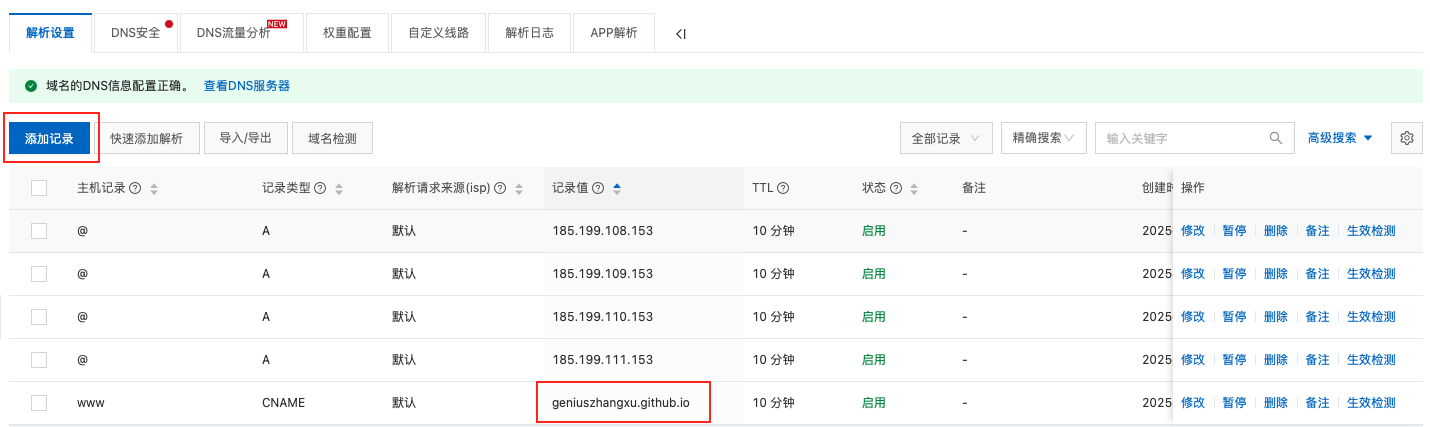 解析设置 DNS安全 DNS流量分析 NEW 权重配置 自定义线路 解析日志 APP解析
域名的DNS信息配置正确。 查看DNS服务器
添加记录 快速添加解析 导入/导出 域名检测 全部记录 精确搜索 输入关键字 高级搜索
主机记录 记录类型 解析请求来源(isp) 记录值 TTL 状态 备注 创建时 操作
@ A 默认 185.199.108.153 10 分钟 启用 - 2025 修改 暂停 删除 备注 生效检测
@ A 默认 185.199.109.153 10 分钟 启用 - 2025 修改 暂停 删除 备注 生效检测
@ A 默认 185.199.110.153 10 分钟 启用 - 2025 修改 暂停 删除 备注 生效检测
@ A 默认 185.199.111.153 10 分钟 启用 - 2025 修改 暂停 删除 备注 生效检测
www CNAME 默认 geniuszhangxu.github.io 10 分钟 启用 - 2025 修改 暂停 删除 备注 生效检测